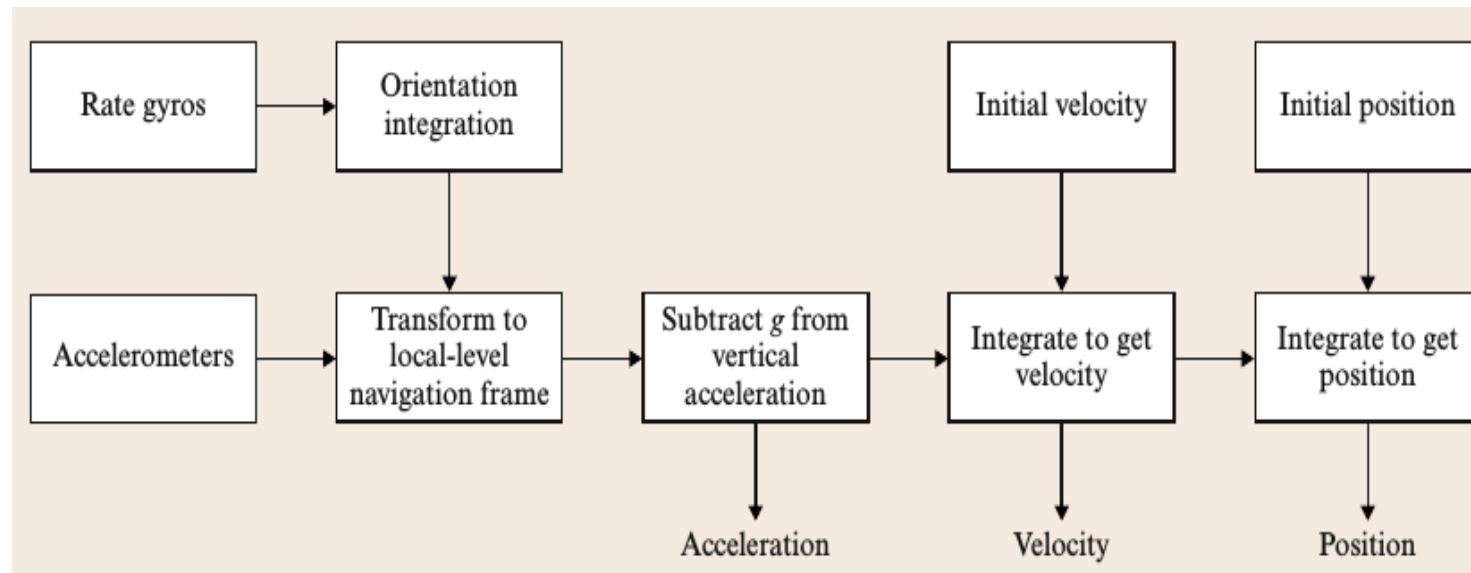 Rate gyros
Orientation
integration
Initial velocity
Initial position
Accelerometers
Transform to
local-level
navigation frame
Subtract g from
vertical
acceleration
Integrate to get
velocity
Integrate to get
position
Acceleration
Velocity
Position